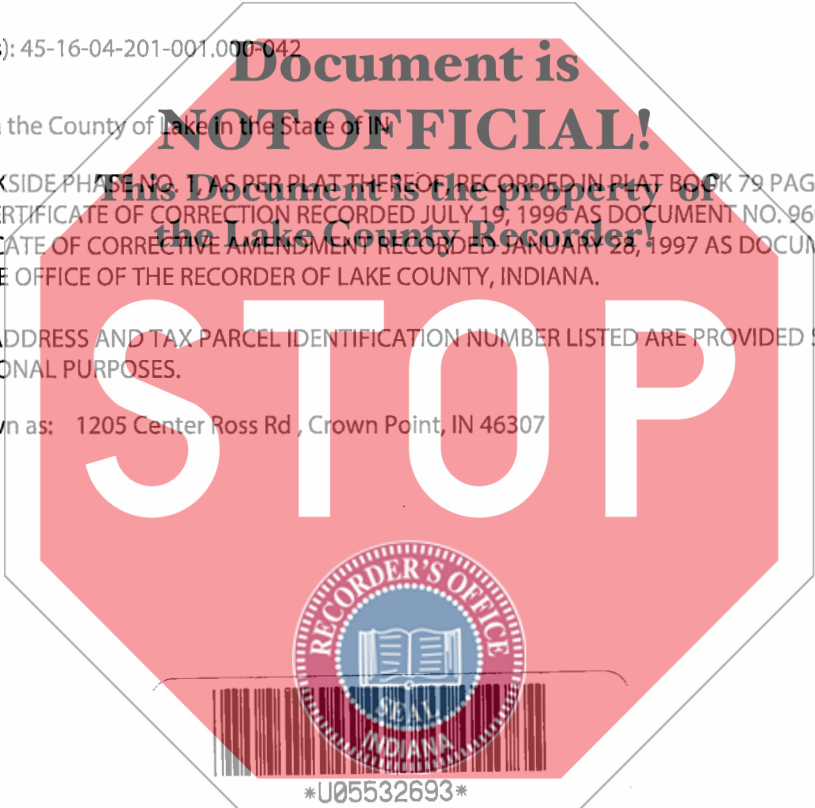 ): 45-16-04-201-001.000-042
Document is
the County of Lake in the State of IN
NOT OFFICIAL!
KSIDE PHASE NO. 1, AS PER PLAT THEREOF, RECORDED IN PLAT BOOK 79 PAG
This Document is the property of
ERTIFICATE OF CORRECTION RECORDED JULY 19, 1996 AS DOCUMENT NO. 96
the Lake County Recorder!
CATE OF CORRECTIVE AMENDMENT RECORDED JANUARY 28, 1997 AS DOCUM
E OFFICE OF THE RECORDER OF LAKE COUNTY, INDIANA.
ADDRESS AND TAX PARCEL IDENTIFICATION NUMBER LISTED ARE PROVIDED S
ONAL PURPOSES.
STOP
vn as: 1205 Center Ross Rd , Crown Point, IN 46307
RECORDER'S OFFICE
SEAL
INDIANA
*U05532693*